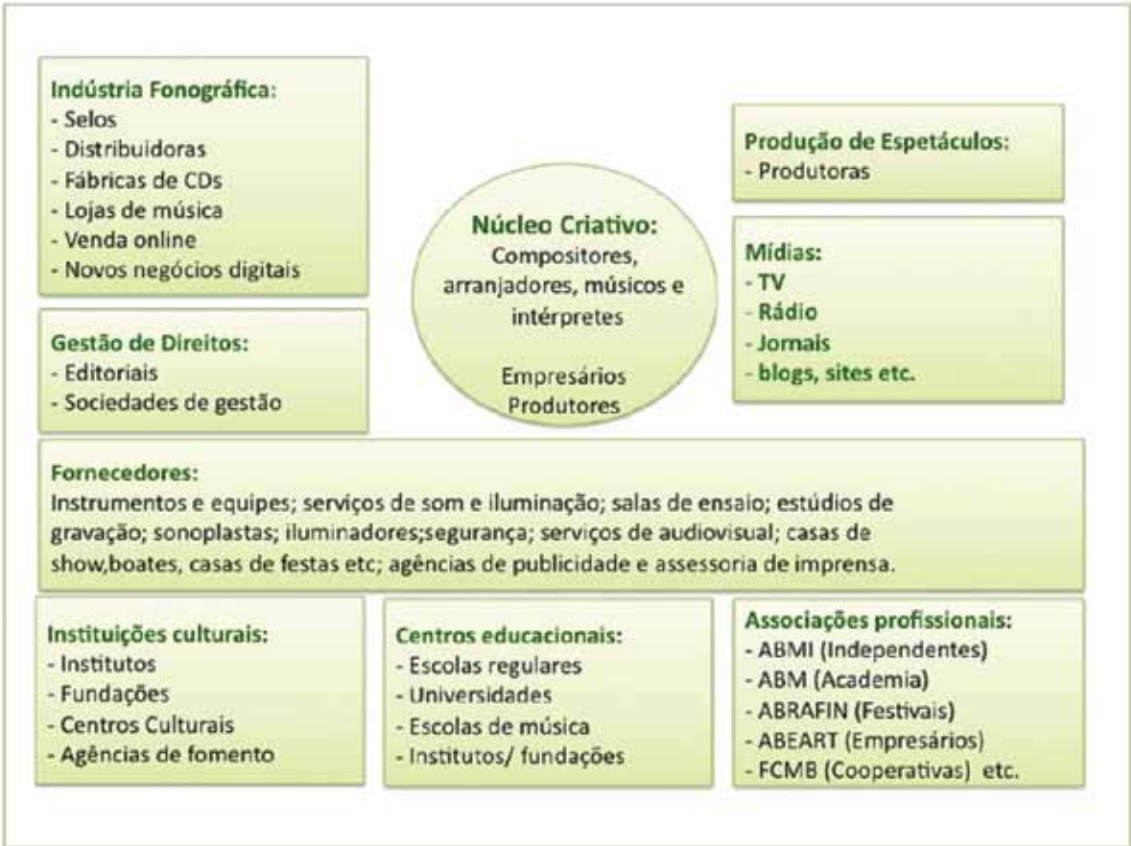 Indústria Fonográfica:
- Selos
- Distribuidoras
- Fábricas de CDs
- Lojas de música
- Venda online
- Novos negócios digitais
Gestão de Direitos:
- Editoriais
- Sociedades de gestão
Núcleo Criativo:
Compositores,
arranjadores, músicos e
intérpretes
Empresários
Produtores
Produção de Espetáculos:
- Produtoras
Mídias:
- TV
- Rádio
- Jornais
- blogs, sites etc.
Fornecedores:
Instrumentos e equipes; serviços de som e iluminação; salas de ensaio; estúdios de
gravação; sonoplastas; iluminadores;segurança; serviços de audiovisual; casas de
show,boates, casas de festas etc; agências de publicidade e assessoria de imprensa.
Instituições culturais:
- Institutos
- Fundações
- Centros Culturais
- Agências de fomento
Centros educacionais:
- Escolas regulares
- Universidades
- Escolas de música
- Institutos/ fundações
Associações profissionais:
- ABMI (Independentes)
- ABM (Academia)
- ABRAFIN (Festivais)
- ABEART (Empresários)
- FCMB (Cooperativas) etc.